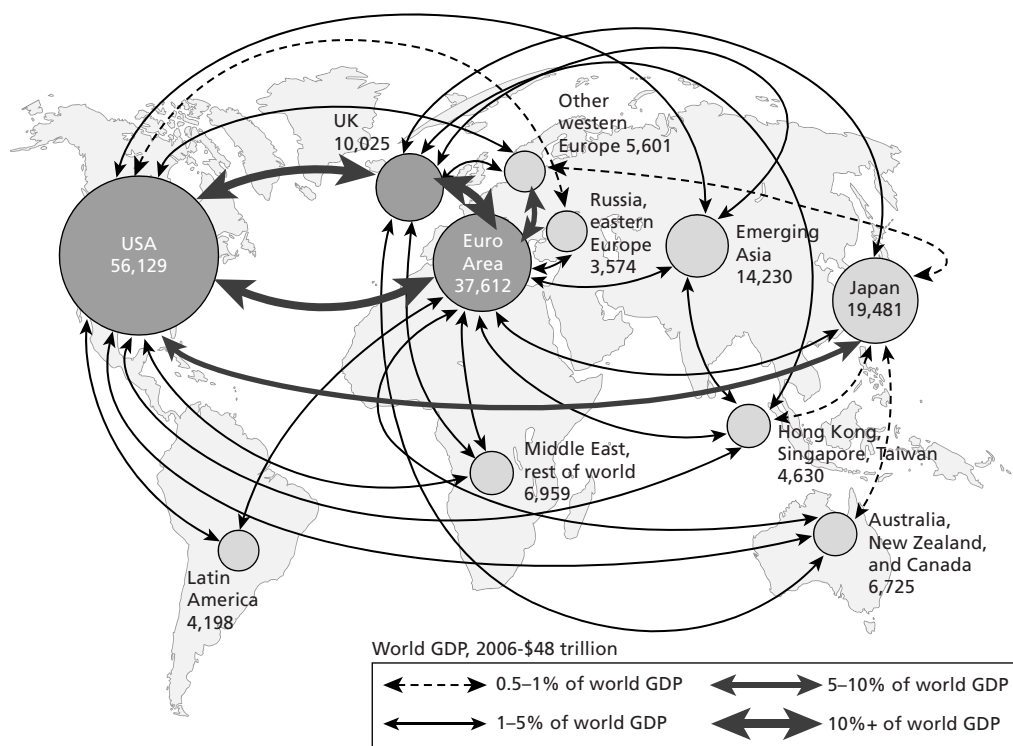 Other
western
Europe 5,601
UK
10,025
Russia,
eastern
Europe
3,574
USA
56,129
Euro
Area
37,612
Emerging
Asia
14,230
Japan
19,481
Middle East,
rest of world
6,959
Hong Kong,
Singapore, Taiwan
4,630
Latin
America
4,198
Australia,
New Zealand,
and Canada
6,725
World GDP, 2006-$48 trillion
0.5–1% of world GDP
5–10% of world GDP
1–5% of world GDP
10%+ of world GDP